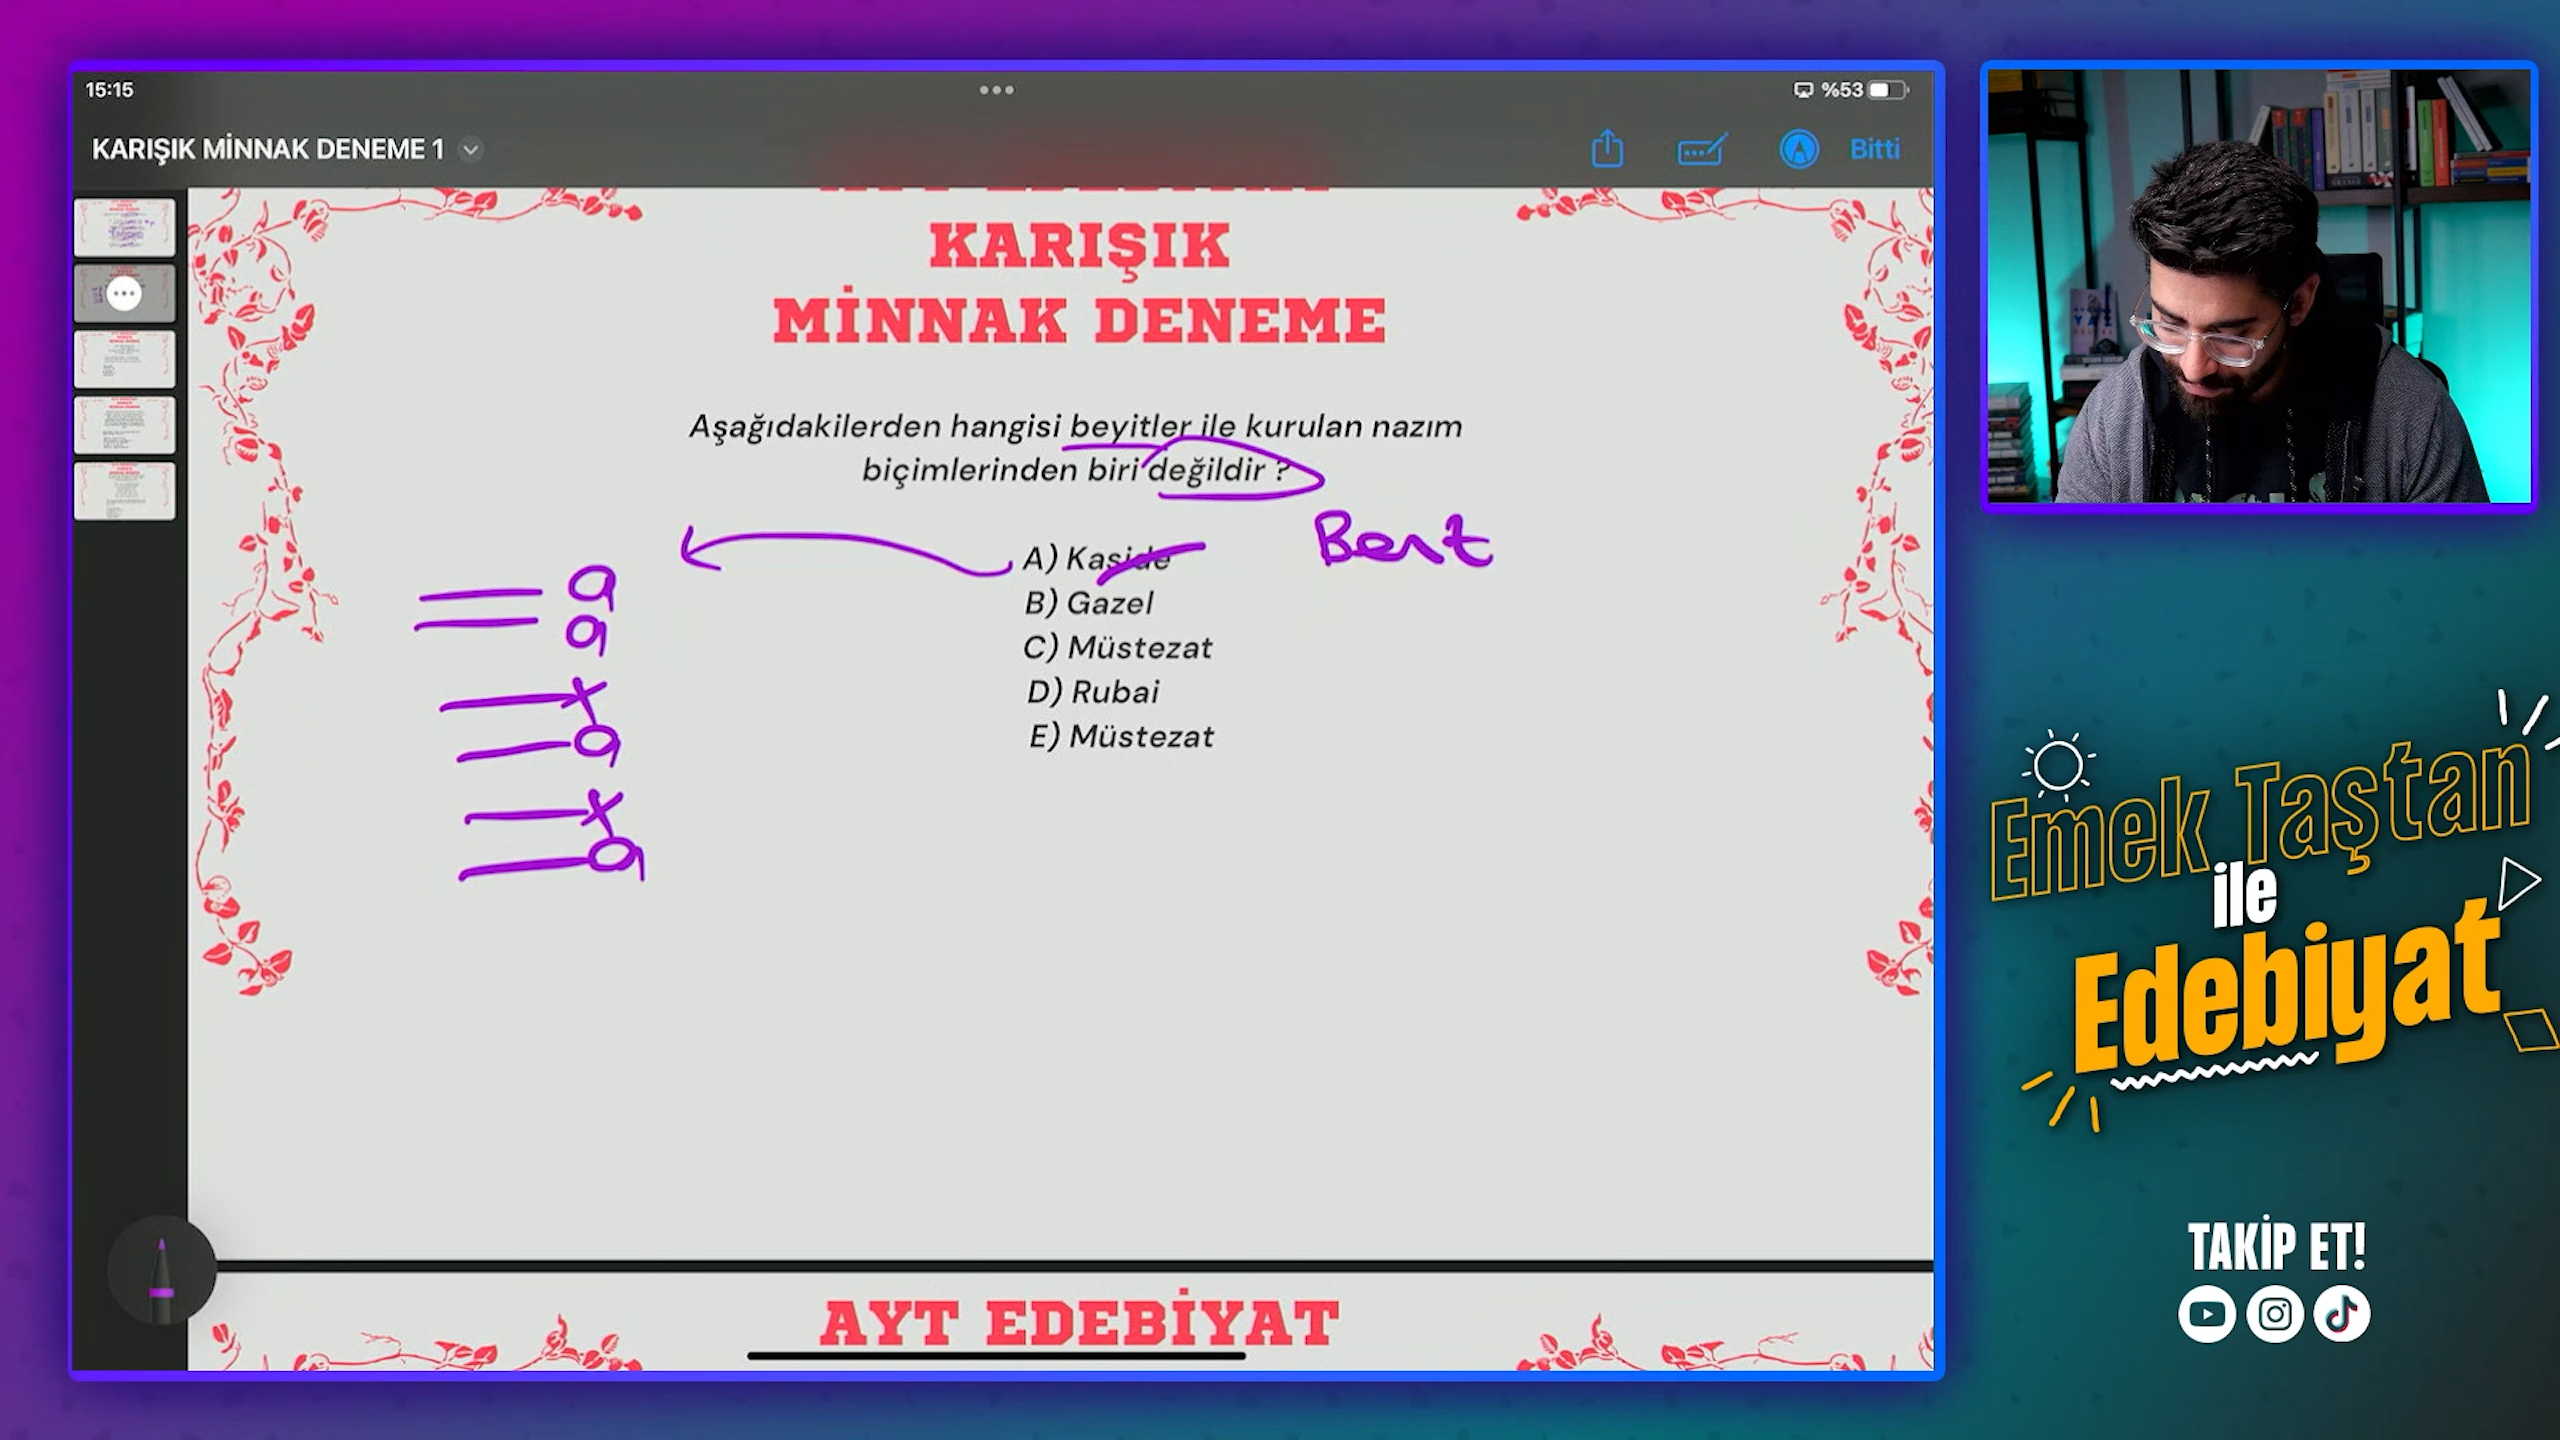 15:15
%53
KARIŞIK MİNNAK DENEME 1
Bitti
KARIŞIK
MİNNAK DENEME
Aşağıdakilerden hangisi beyitler ile kurulan nazım
biçimlerinden biri değildir ?
A) Kaside
B) Gazel
C) Müstezat
D) Rubai
E) Müstezat
Bent
a
a
x
a
x
a
AYT EDEBİYAT
Emek Taştan
ile
Edebiyat
TAKİP ET!